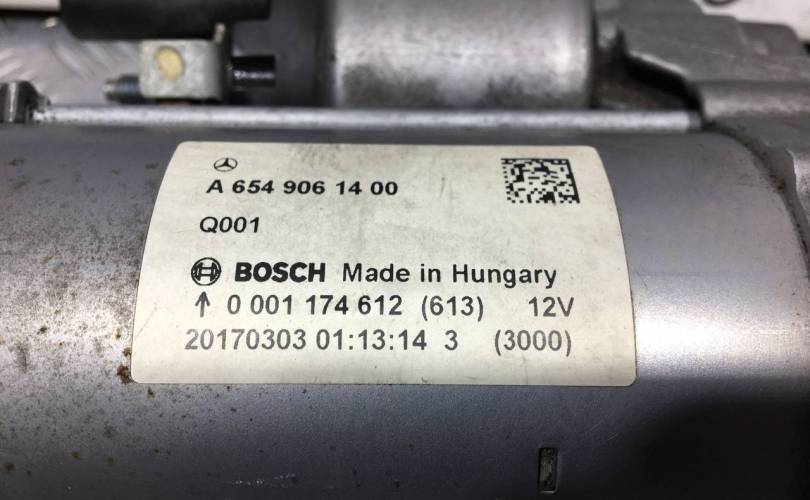 A 654 906 14 00
Q001
BOSCH Made in Hungary
↑ 0 001 174 612 (613) 12V
20170303 01:13:14 3 (3000)